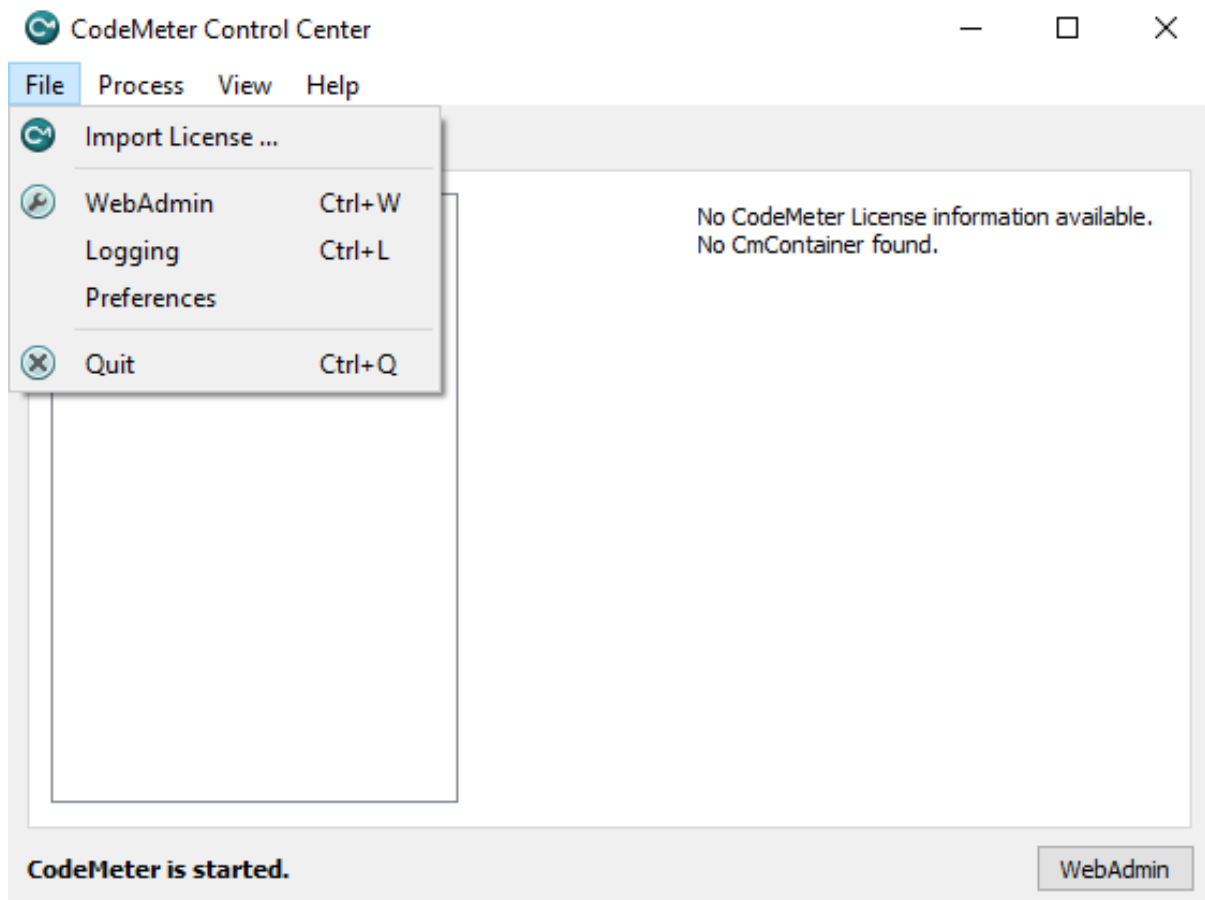 CodeMeter Control Center
File Process View Help
Import License ...
WebAdmin Ctrl+W
Logging Ctrl+L
Preferences
Quit Ctrl+Q
No CodeMeter License information available.
No CmContainer found.
CodeMeter is started.
WebAdmin